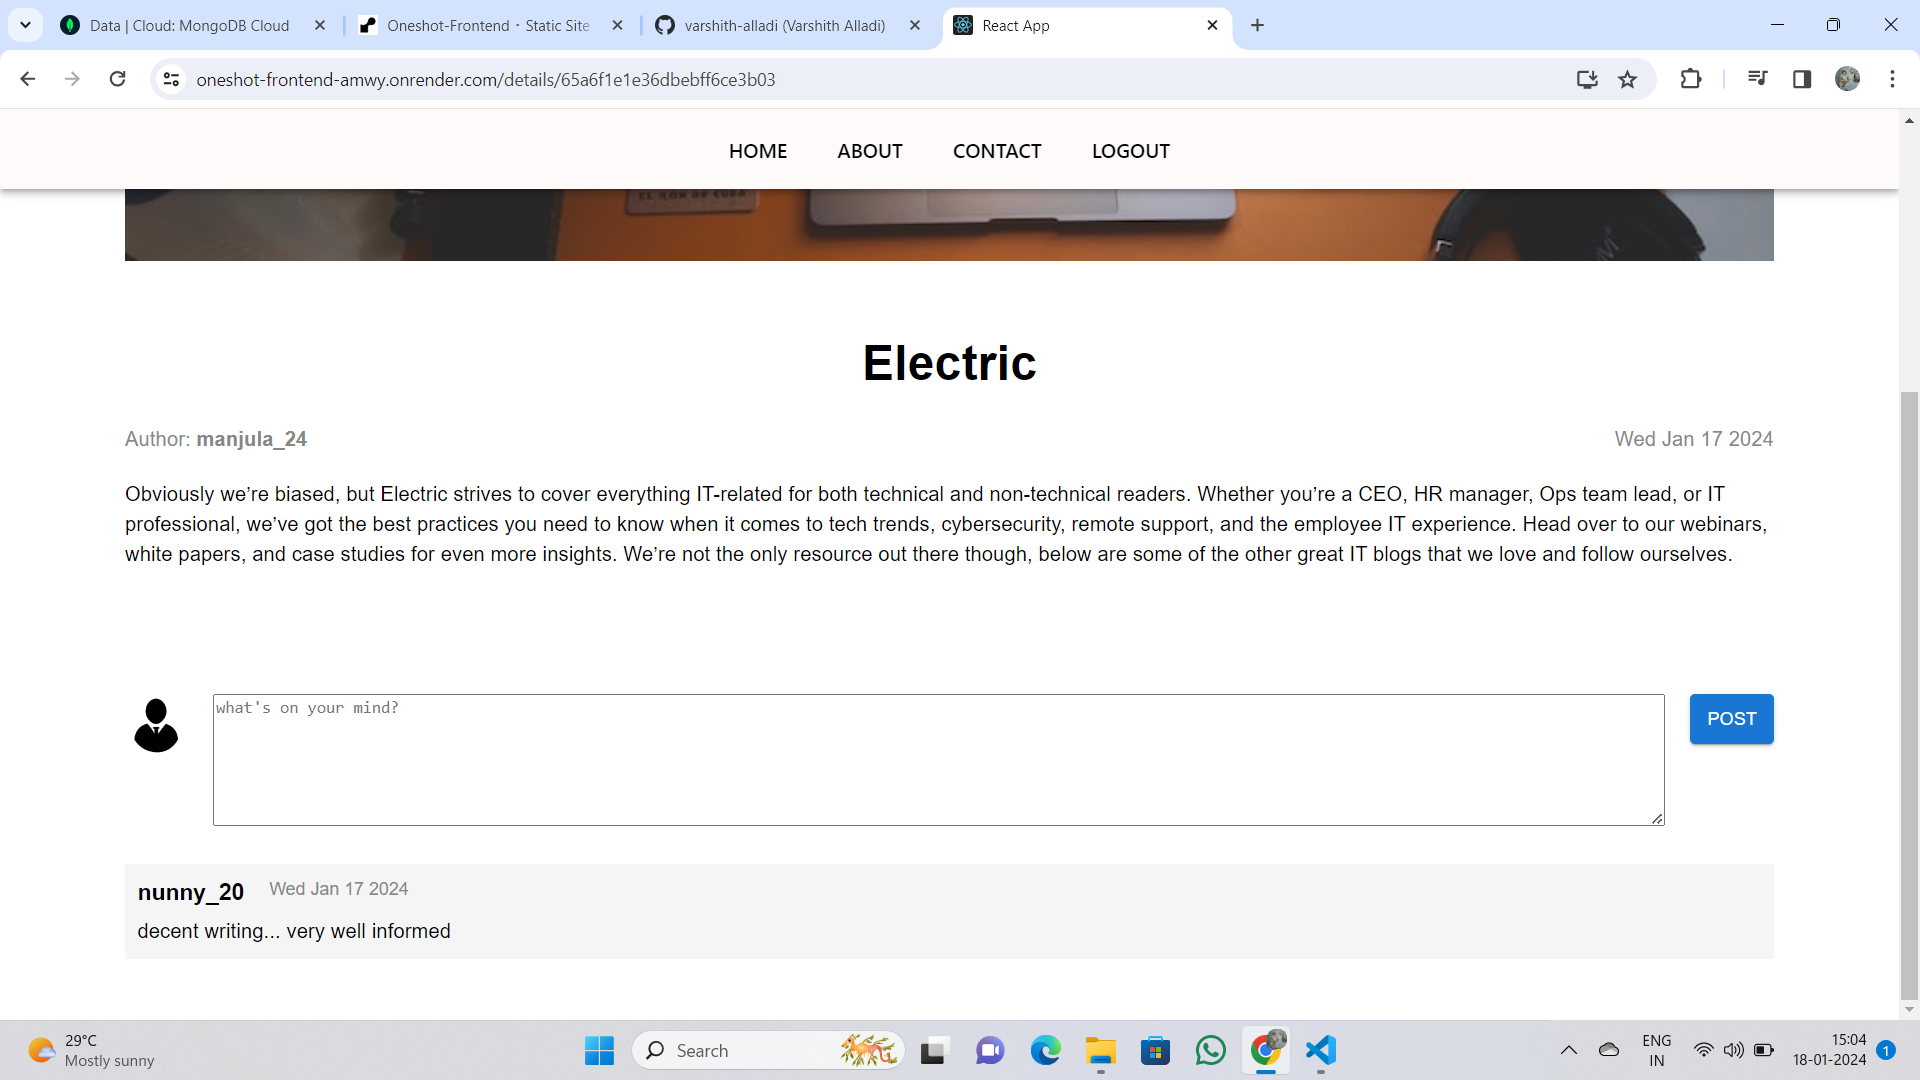 Data | Cloud: MongoDB Cloud
Oneshot-Frontend · Static Site
varshith-alladi (Varshith Alladi)
React App
oneshot-frontend-amwy.onrender.com/details/65a6f1e1e36dbebff6ce3b03
HOME ABOUT CONTACT LOGOUT
EL RON DE CUBA
Electric
Author: manjula_24
Wed Jan 17 2024
Obviously we’re biased, but Electric strives to cover everything IT-related for both technical and non-technical readers. Whether you’re a CEO, HR manager, Ops team lead, or IT
professional, we’ve got the best practices you need to know when it comes to tech trends, cybersecurity, remote support, and the employee IT experience. Head over to our webinars,
white papers, and case studies for even more insights. We’re not the only resource out there though, below are some of the other great IT blogs that we love and follow ourselves.
what's on your mind?
POST
nunny_20 Wed Jan 17 2024
decent writing... very well informed
29°C
Mostly sunny
Search
ENG
IN
15:04
18-01-2024
1